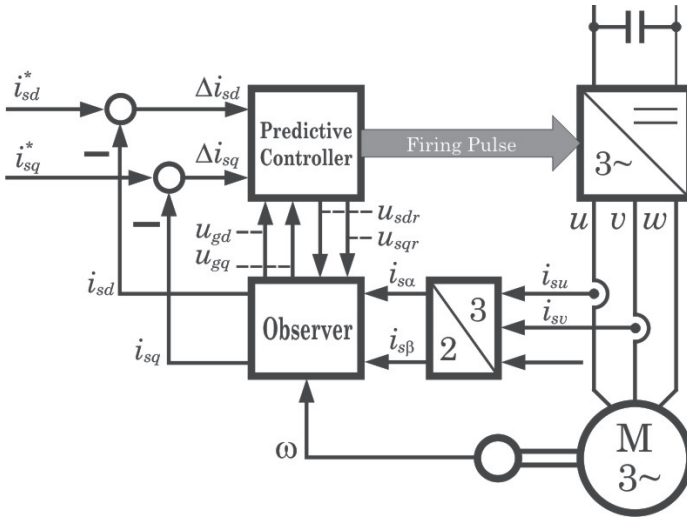 i*sd
Δisd
Predictive
Controller
Firing Pulse
3~
i*sq
Δisq
u v w
ugd
ugq
usdr
usqr
isd
isα
isu
isv
Observer
3
2
isq
isβ
ω
M
3~